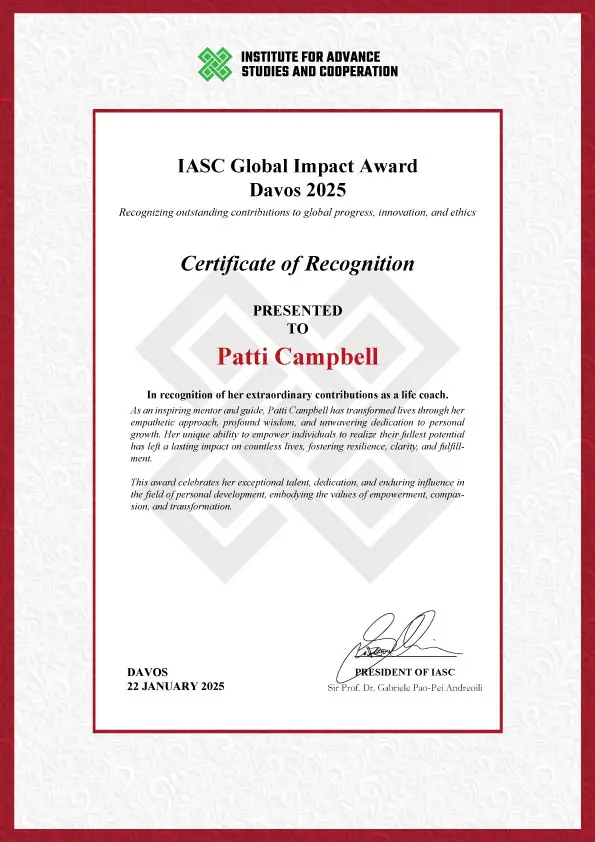 INSTITUTE FOR ADVANCE
STUDIES AND COOPERATION
IASC Global Impact Award
Davos 2025
Recognizing outstanding contributions to global progress, innovation, and ethics
Certificate of Recognition
PRESENTED
TO
Patti Campbell
In recognition of her extraordinary contributions as a life coach.
As an inspiring mentor and guide, Patti Campbell has transformed lives through her
empathetic approach, profound wisdom, and unwavering dedication to personal
growth. Her unique ability to empower individuals to realize their fullest potential
has left a lasting impact on countless lives, fostering resilience, clarity, and fulfill-
ment.
This award celebrates her exceptional talent, dedication, and enduring influence in
the field of personal development, embodying the values of empowerment, compas-
sion, and transformation.
DAVOS
22 JANUARY 2025
PRESIDENT OF IASC
Sir Prof. Dr. Gabriele Pao-Pei Andreoili